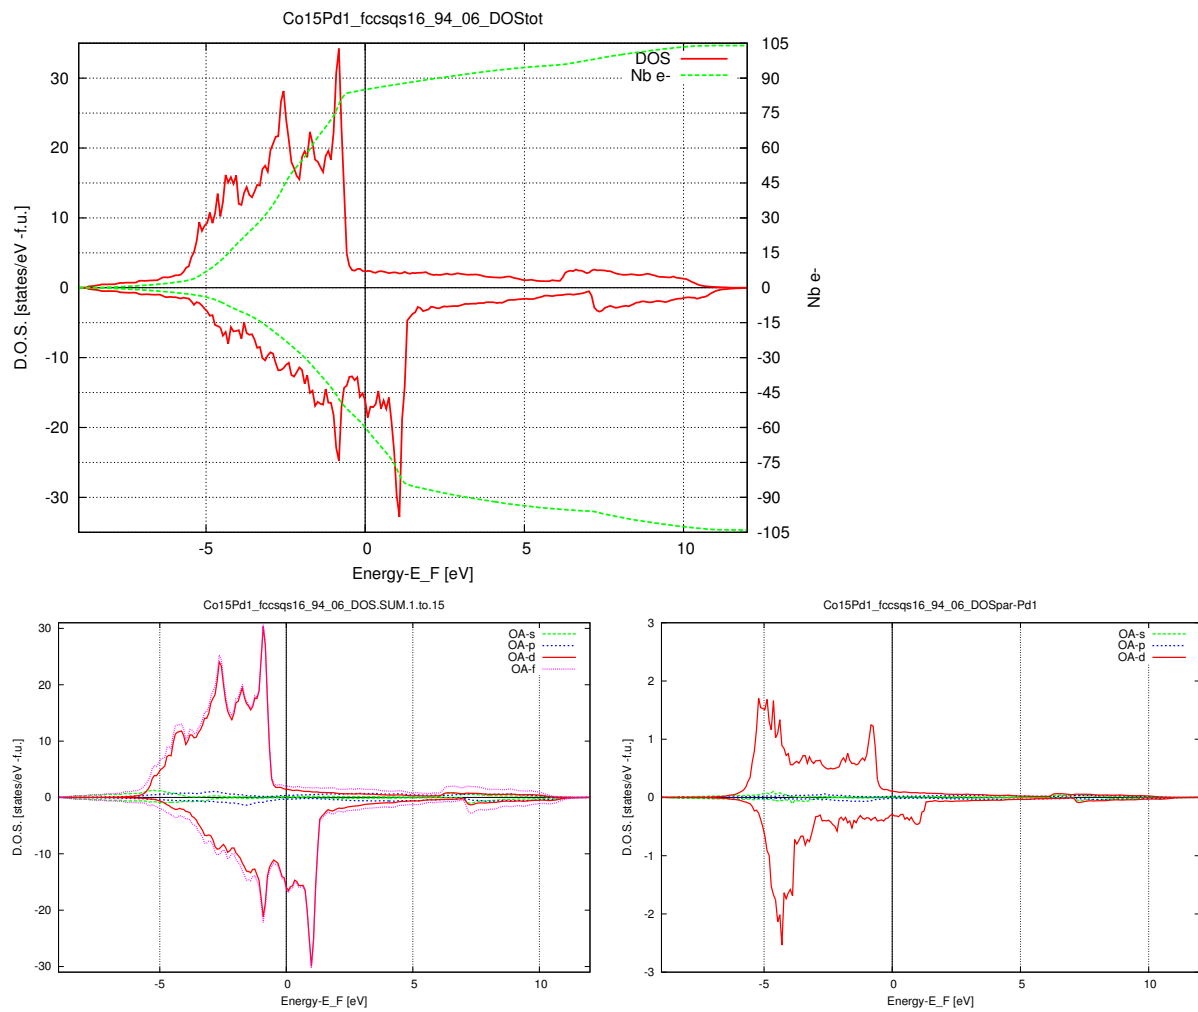 Co15Pd1_fccsqs16_94_06_DOStot
DOS
Nb e-
30
20
10
0
-10
-20
-30
105
90
75
60
45
30
15
0
-15
-30
-45
-60
-75
-90
-105
D.O.S. [states/eV -f.u.]
Nb e-
-5
0
5
10
Energy-E_F [eV]
Co15Pd1_fccsqs16_94_06_DOS.SUM.1.to.15
OA-s
OA-p
OA-d
OA-f
30
20
10
0
-10
-20
-30
D.O.S. [states/eV -f.u.]
-5
0
5
10
Energy-E_F [eV]
Co15Pd1_fccsqs16_94_06_DOSpar-Pd1
OA-s
OA-p
OA-d
3
2
1
0
-1
-2
-3
D.O.S. [states/eV -f.u.]
-5
0
5
10
Energy-E_F [eV]